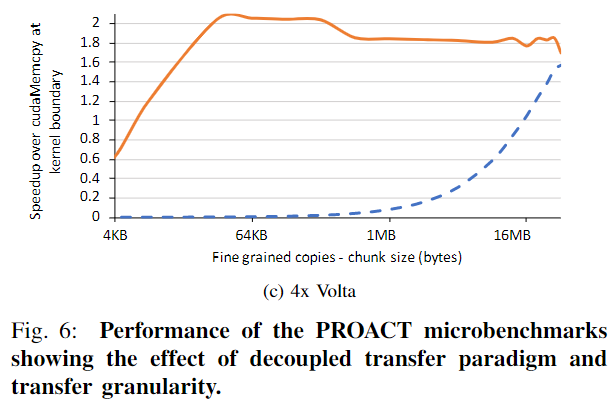 Speedup over cudaMemcpy at
kernel boundary
2
1.8
1.6
1.4
1.2
1
0.8
0.6
0.4
0.2
0
4KB 64KB 1MB 16MB
Fine grained copies - chunk size (bytes)
(c) 4x Volta
Fig. 6: Performance of the PROACT microbenchmarks
showing the effect of decoupled transfer paradigm and
transfer granularity.